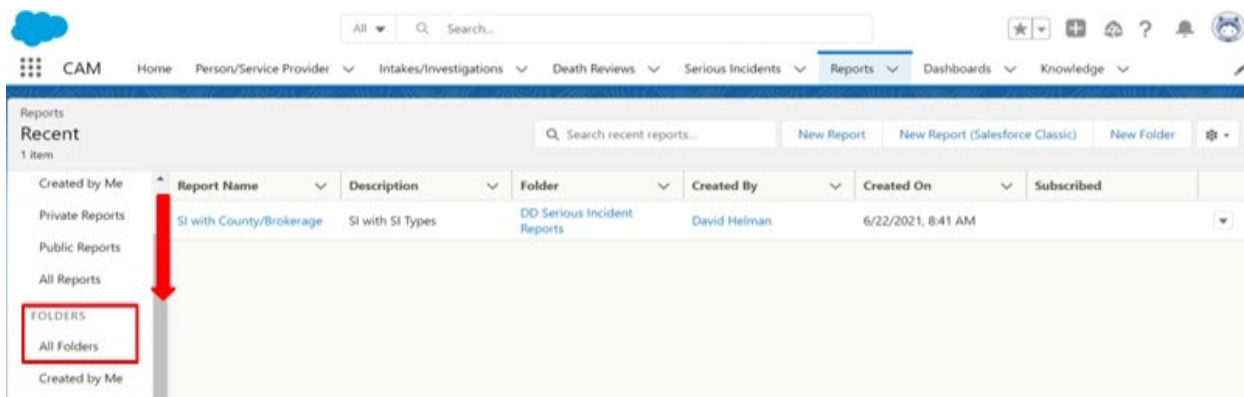 All Search...
CAM Home Person/Service Provider Intakes/Investigations Death Reviews Serious Incidents Reports Dashboards Knowledge
Reports
Recent
1 item
Search recent reports...
New Report New Report (Salesforce Classic) New Folder
Created by Me
Private Reports
Public Reports
All Reports
FOLDERS
All Folders
Created by Me
Report Name Description Folder Created By Created On Subscribed
SI with County/Brokerage SI with SI Types DD Serious Incident David Helman 6/22/2021, 8:41 AM
Reports